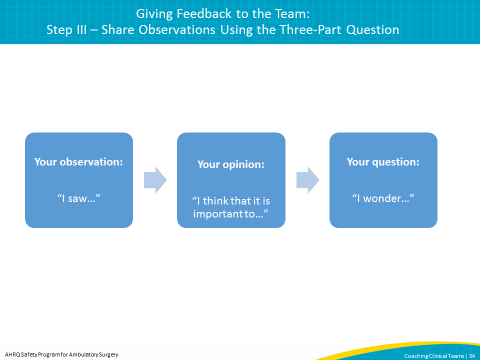 Giving Feedback to the Team:
Step III – Share Observations Using the Three-Part Question
Your observation:
“I saw…”
Your opinion:
“I think that it is
important to…”
Your question:
“I wonder…”
AHRQ Safety Program for Ambulatory Surgery
Coaching Clinical Teams | 34